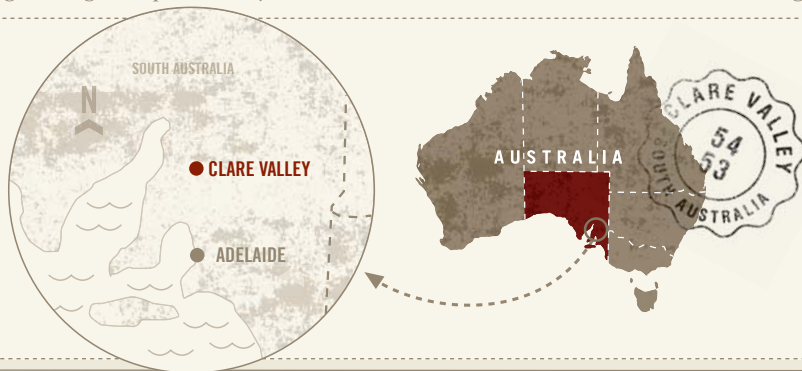 SOUTH AUSTRALIA
N
CLARE VALLEY
ADELAIDE
AUSTRALIA
CLARE VALLEY
54
53
SOUTH
AUSTRALIA